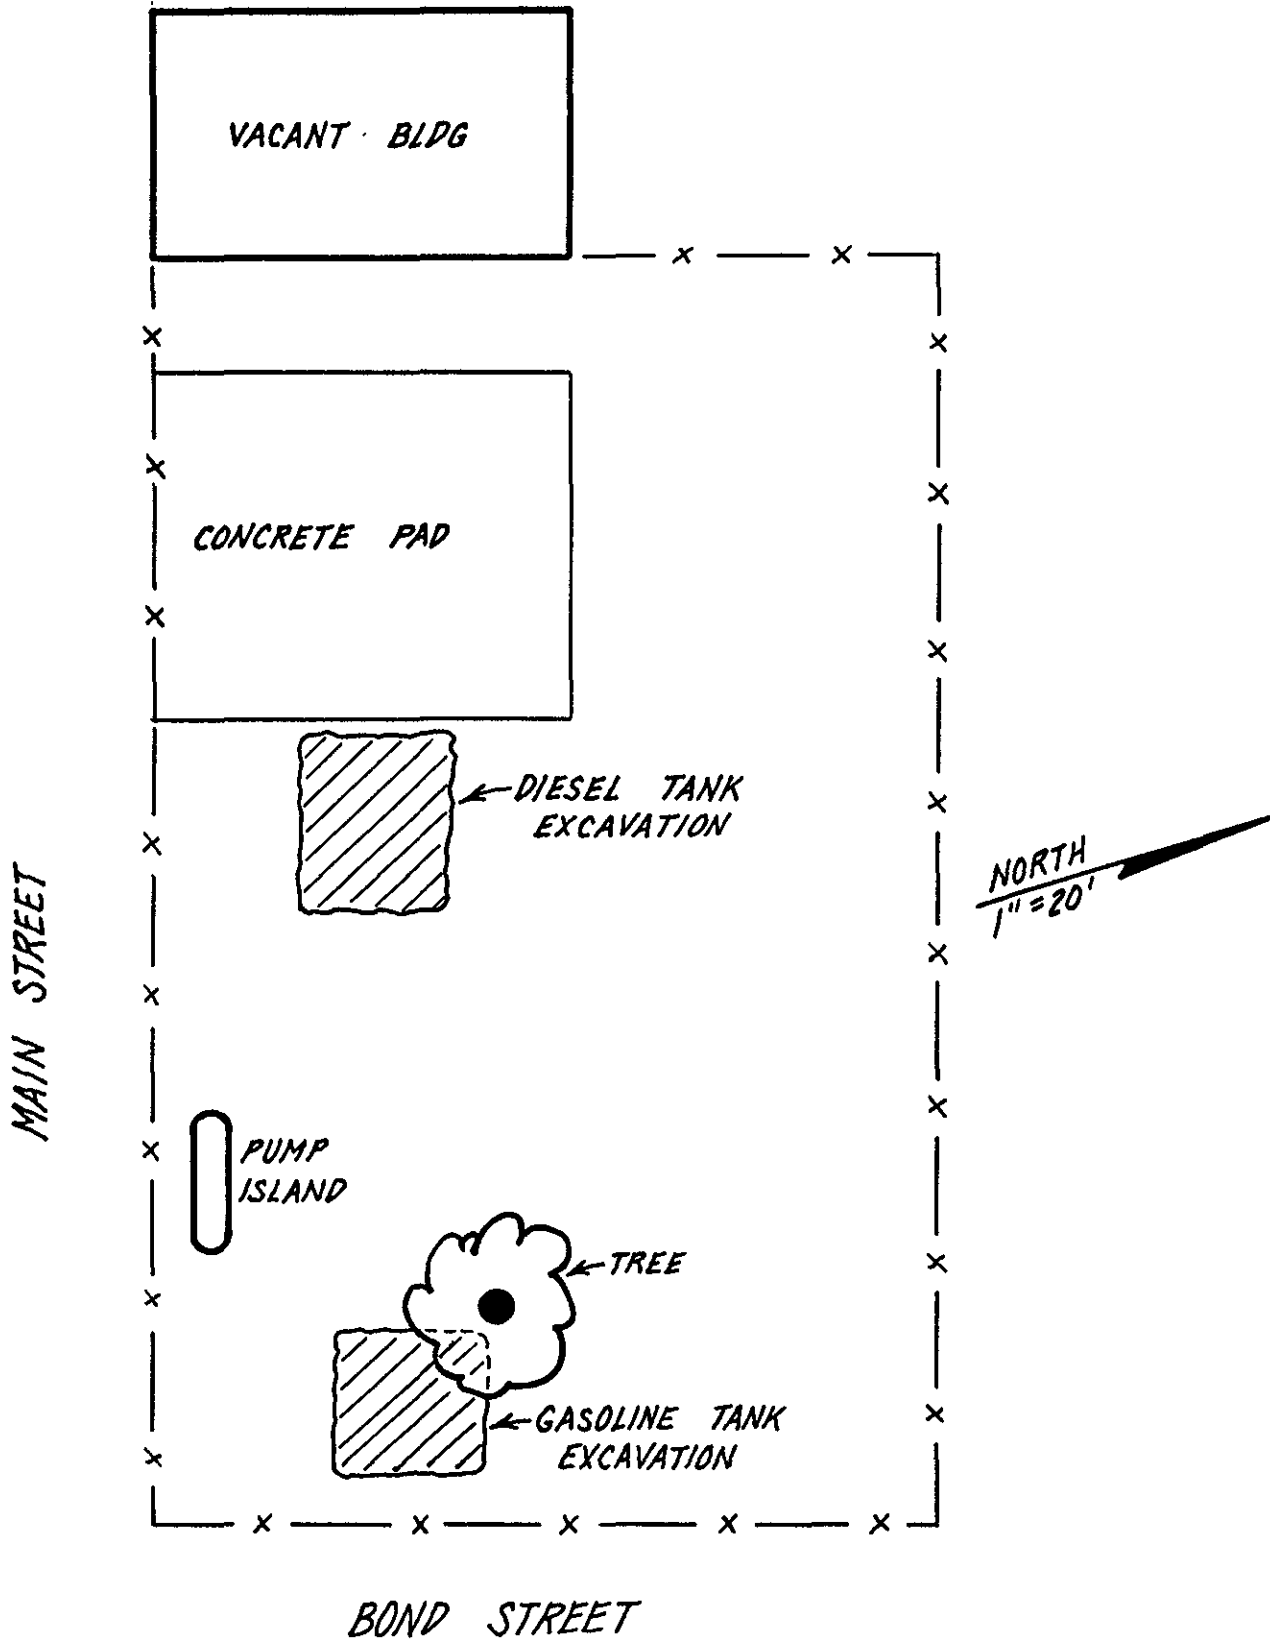 VACANT BLDG
CONCRETE PAD
DIESEL TANK
EXCAVATION
NORTH
1" = 20'
MAIN STREET
PUMP
ISLAND
TREE
GASOLINE TANK
EXCAVATION
BOND STREET